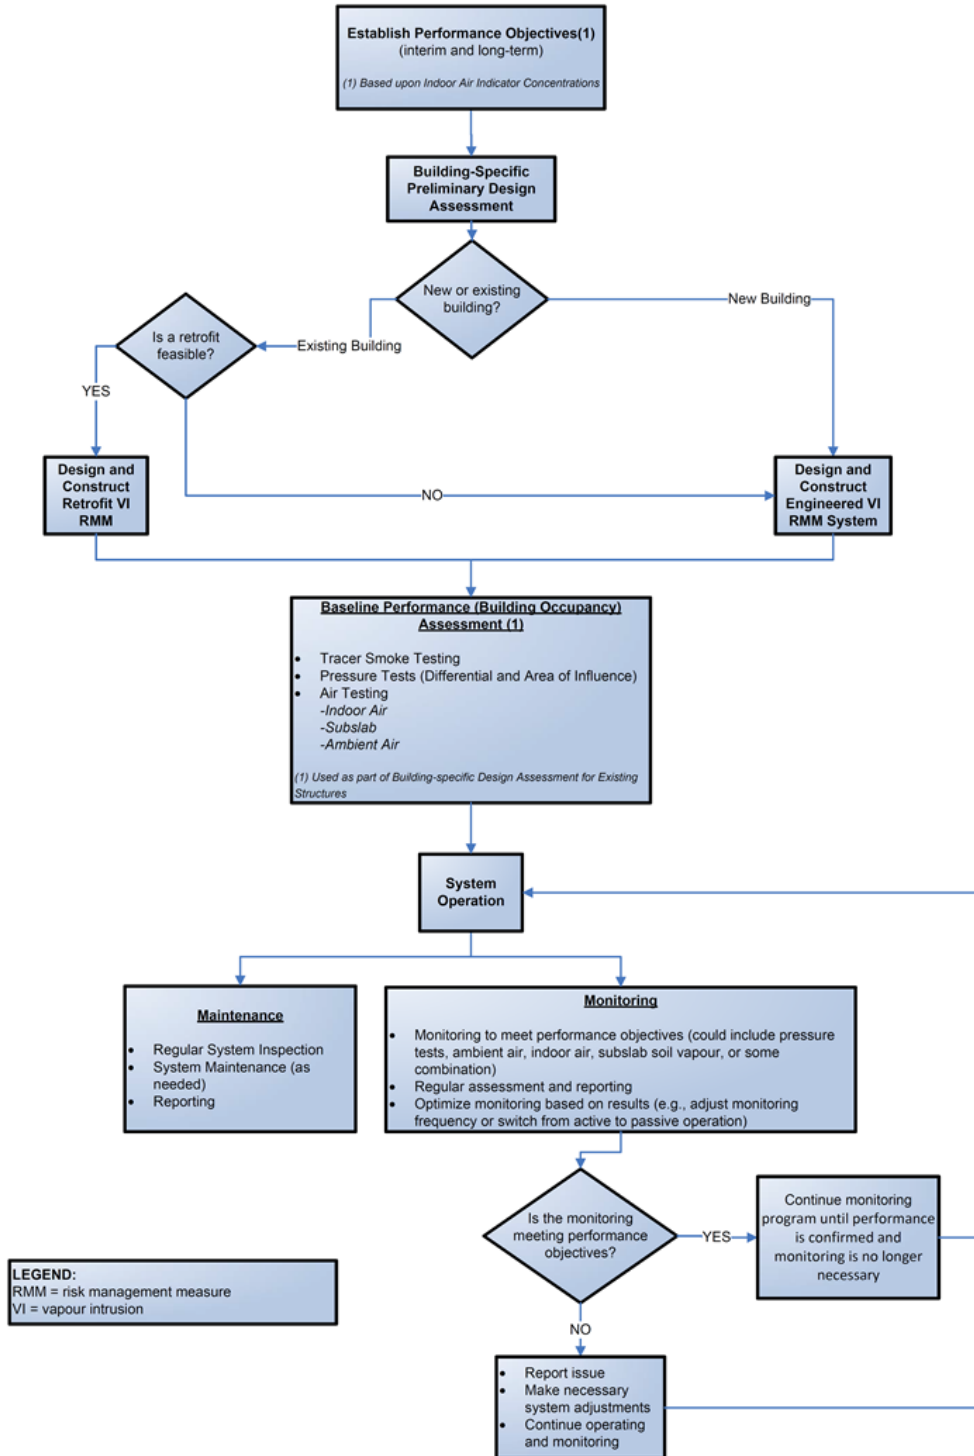 Establish Performance Objectives(1)
(interim and long-term)
(1) Based upon Indoor Air Indicator Concentrations
Building-Specific
Preliminary Design
Assessment
New or existing
building?
New Building
Existing Building
Is a retrofit
feasible?
YES
NO
Design and
Construct
Retrofit VI
RMM
Design and
Construct
Engineered VI
RMM System
Baseline Performance (Building Occupancy)
Assessment (1)
• Tracer Smoke Testing
• Pressure Tests (Differential and Area of Influence)
• Air Testing
-Indoor Air
-Subslab
-Ambient Air
(1) Used as part of Building-specific Design Assessment for Existing
Structures
System
Operation
Maintenance
• Regular System Inspection
• System Maintenance (as
needed)
• Reporting
Monitoring
• Monitoring to meet performance objectives (could include pressure
tests, ambient air, indoor air, subslab soil vapour, or some
combination)
• Regular assessment and reporting
• Optimize monitoring based on results (e.g., adjust monitoring
frequency or switch from active to passive operation)
Is the monitoring
meeting performance
objectives?
YES
Continue monitoring
program until performance
is confirmed and
monitoring is no longer
necessary
NO
• Report issue
• Make necessary
system adjustments
• Continue operating
and monitoring
LEGEND:
RMM = risk management measure
VI = vapour intrusion